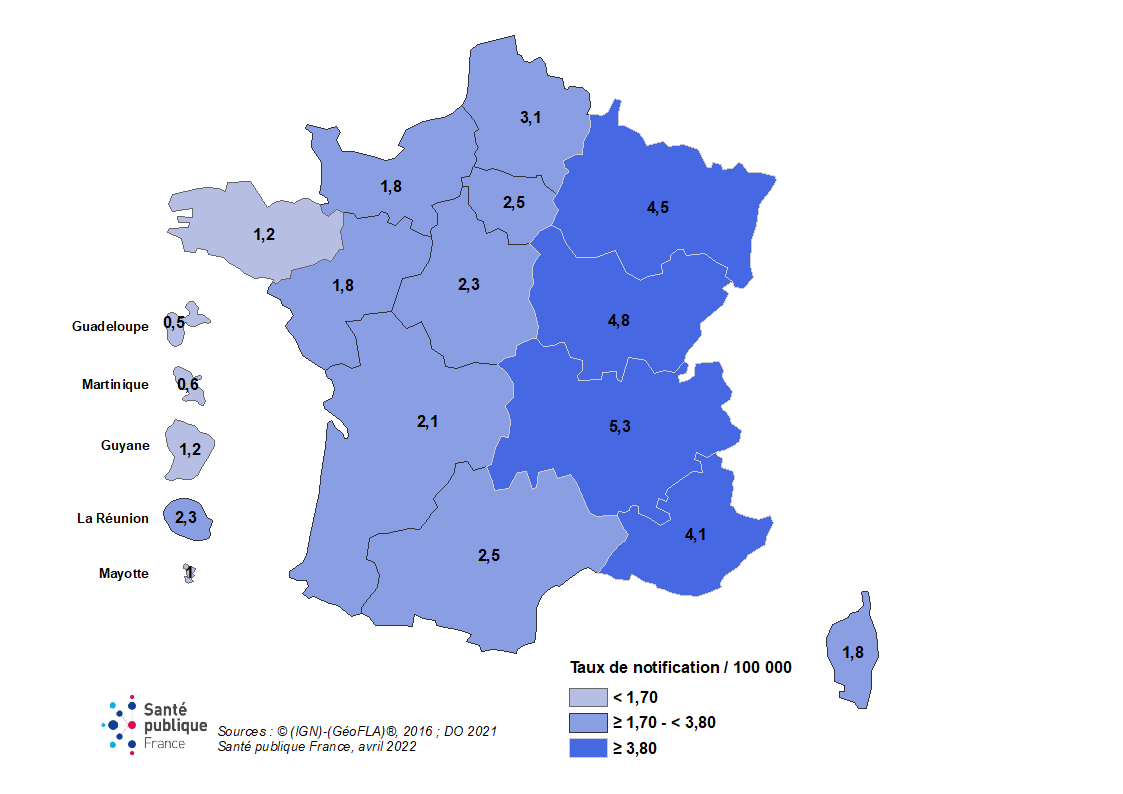 3,1
1,8
2,5
4,5
1,2
1,8
2,3
4,8
Guadeloupe 0,5
Martinique 0,6
2,1
5,3
Guyane 1,2
La Réunion 2,3
4,1
2,5
Mayotte 1
1,8
Taux de notification / 100 000
< 1,70
≥ 1,70 - < 3,80
≥ 3,80
Santé
publique
France
Sources : © (IGN)-(GéoFLA)®, 2016 ; DO 2021
Santé publique France, avril 2022